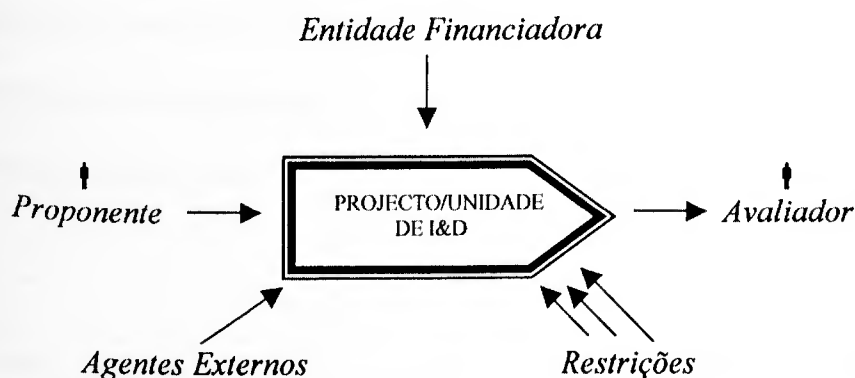 Entidade Financiadora
Proponente
PROJECTO/UNIDADE
DE I&D
Avaliador
Agentes Externos
Restrições